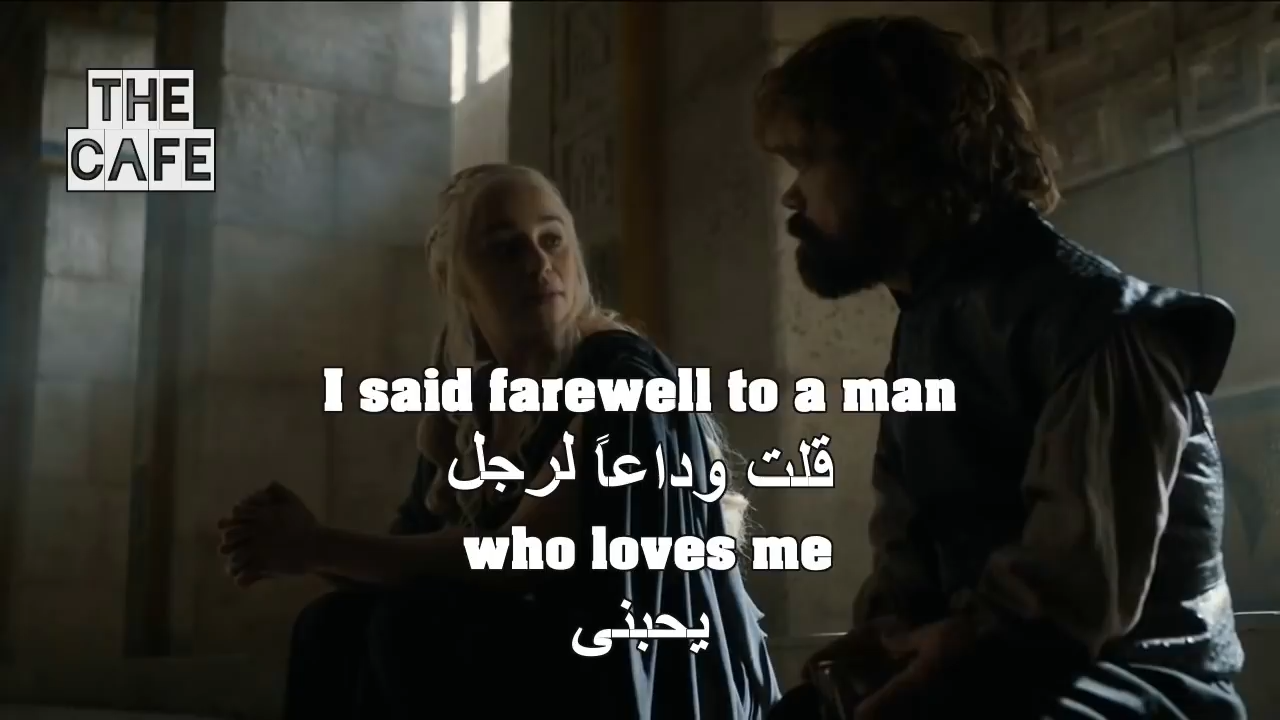 THE
CAFE
I said farewell to a man
قلت وداعاً لرجل
who loves me
يحبنى